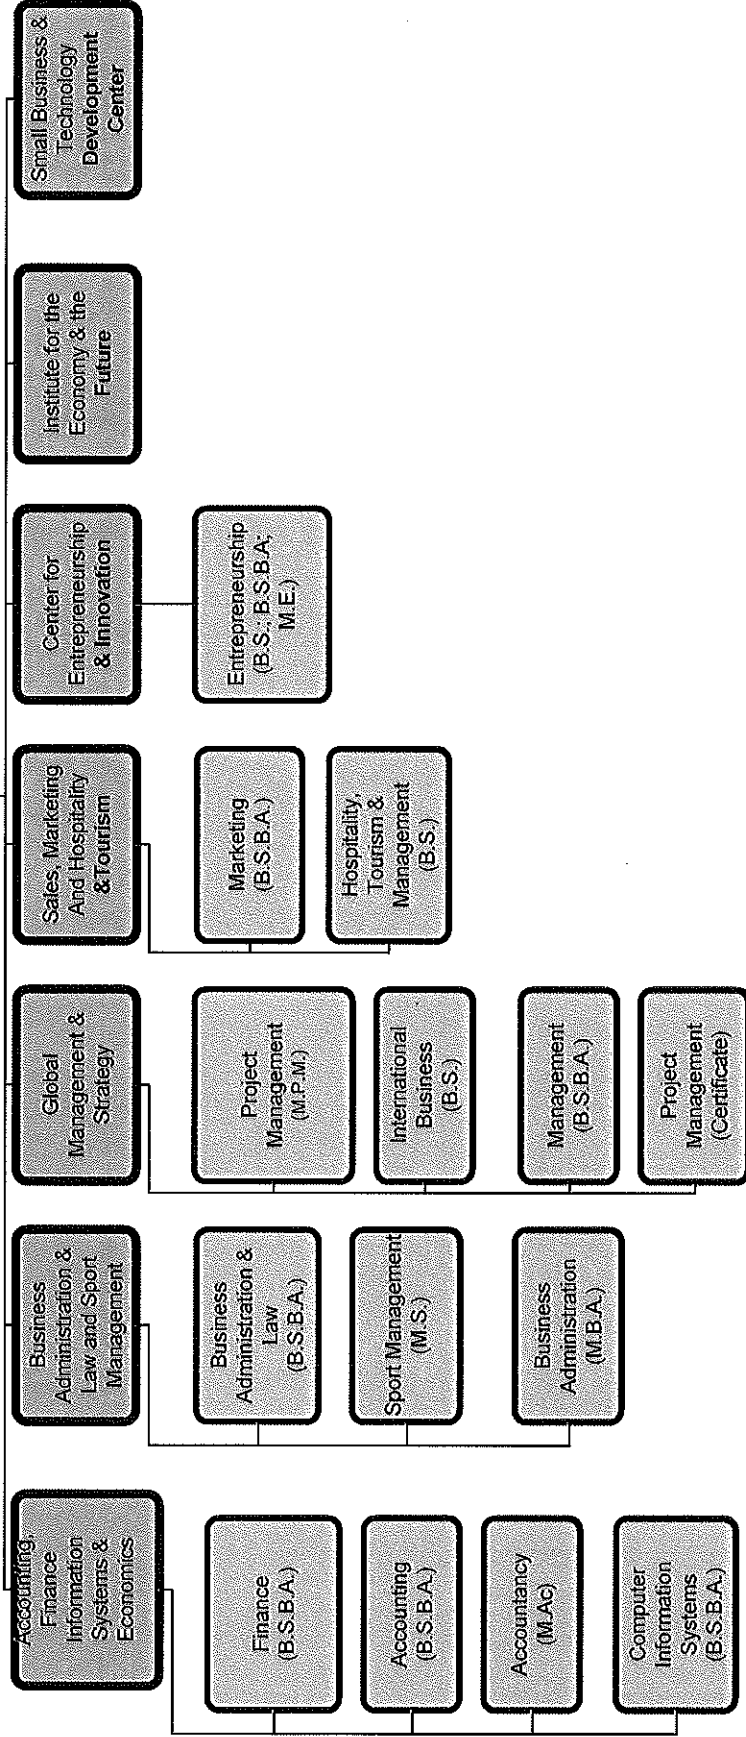 Accounting,
Finance
Information
Systems &
Economics
Finance
(B.S.B.A.)
Accounting
(B.S.B.A.)
Accountancy
(M.Ac)
Computer
Information
Systems
(B.S.B.A.)
Business
Administration &
Law and Sport
Management
Business
Administration &
Law
(B.S.B.A.)
Sport Management
(M.S.)
Business
Administration
(M.B.A.)
Global
Management &
Strategy
Project
Management
(M.P.M.)
International
Business
(B.S.)
Management
(B.S.B.A.)
Project
Management
(Certificate)
Sales, Marketing
And Hospitality
&Tourism
Marketing
(B.S.B.A.)
Hospitality,
Tourism &
Management
(B.S.)
Center for
Entrepreneurship
& Innovation
Entrepreneurship
(B.S.; B.S.B.A;
M.E.)
Institute for the
Economy & the
Future
Small Business &
Technology
Development
Center